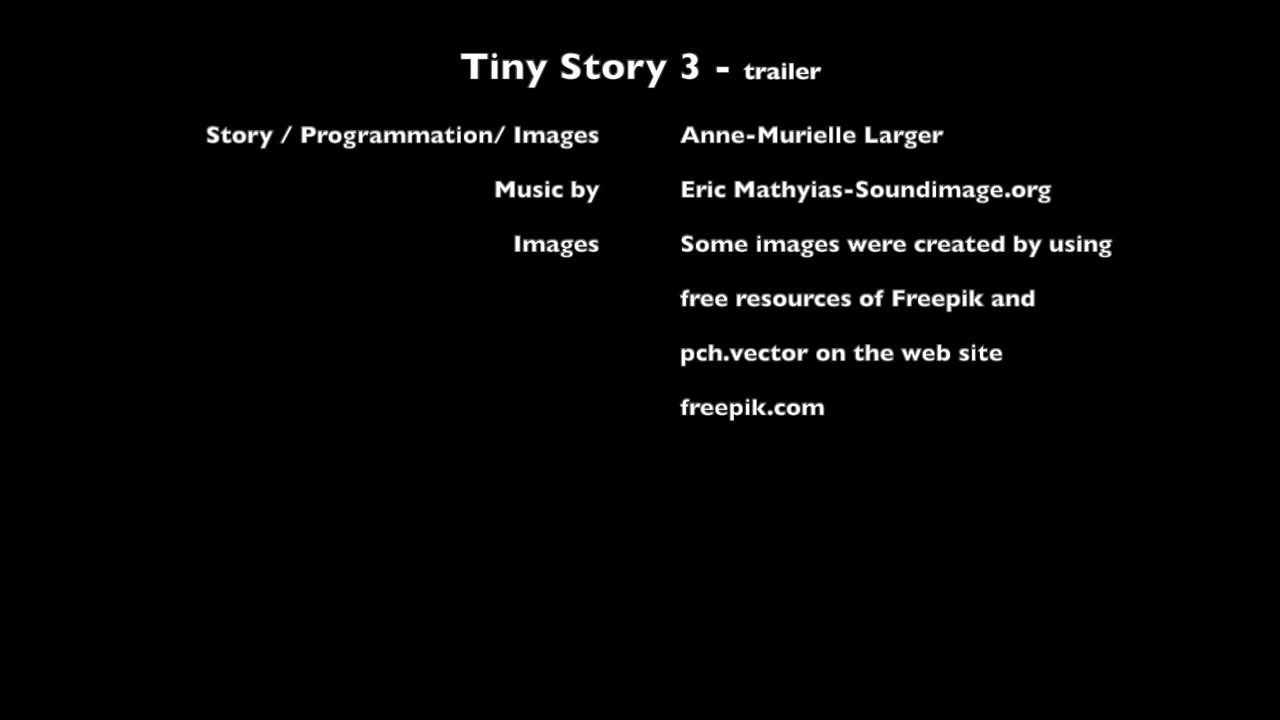 Tiny Story 3 - trailer
Story / Programmation/ Images Anne-Murielle Larger
Music by Eric Mathyias-Soundimage.org
Images Some images were created by using
free resources of Freepik and
pch.vector on the web site
freepik.com